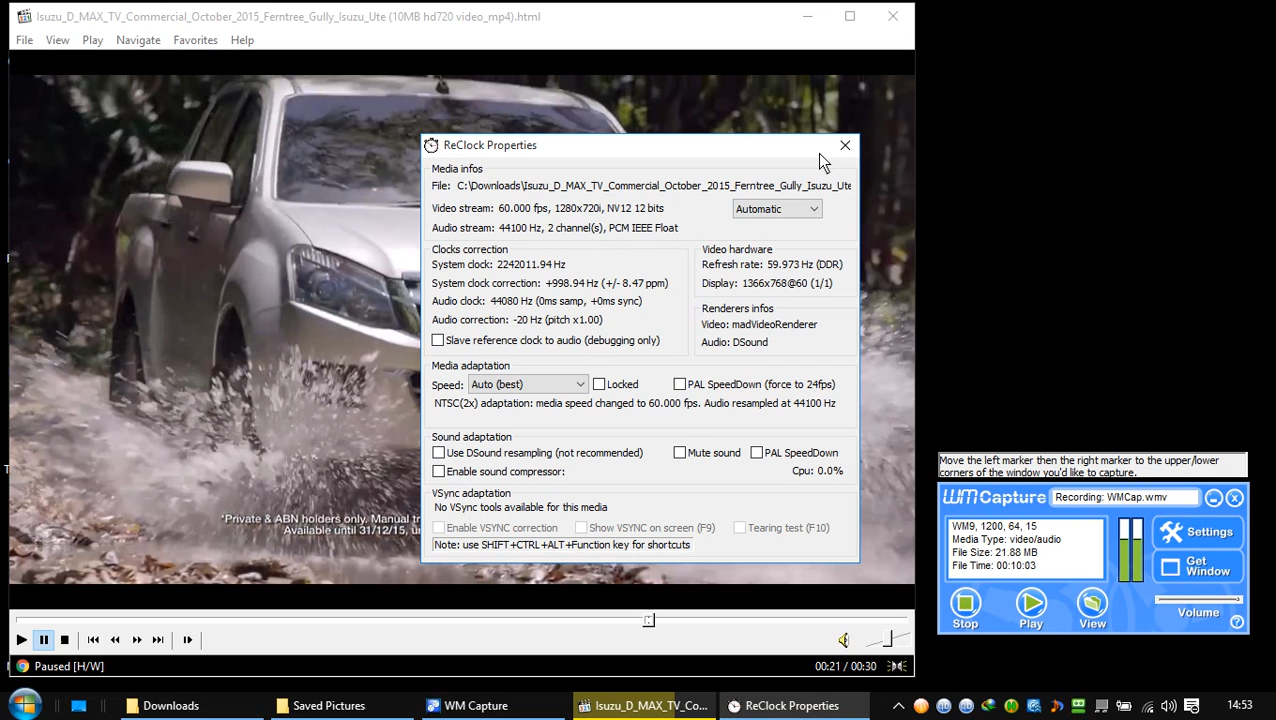 Isuzu_D_MAX_TV_Commercial_October_2015_Ferntree_Gully_Isuzu_Ute (10MB hd720 video_mp4).html
File View Play Navigate Favorites Help
ReClock Properties
Media infos
File: C:\Downloads\Isuzu_D_MAX_TV_Commercial_October_2015_Ferntree_Gully_Isuzu_Ute
Video stream: 60.000 fps, 1280x720i, NV12 12 bits
Automatic
Audio stream: 44100 Hz, 2 channel(s), PCM IEEE Float
Clocks correction
System clock: 2242011.94 Hz
System clock correction: +998.94 Hz (+/- 8.47 ppm)
Audio clock: 44080 Hz (0ms samp, +0ms sync)
Audio correction: -20 Hz (pitch x1.00)
Slave reference clock to audio (debugging only)
Video hardware
Refresh rate: 59.973 Hz (DDR)
Display: 1366x768@60 (1/1)
Renderers infos
Video: madVideoRenderer
Audio: DSound
Media adaptation
Speed: Auto (best) Locked PAL SpeedDown (force to 24fps)
NTSC(2x) adaptation: media speed changed to 60.000 fps. Audio resampled at 44100 Hz
Sound adaptation
Use DSound resampling (not recommended) Mute sound PAL SpeedDown
Enable sound compressor: Cpu: 0.0%
VSync adaptation
No VSync tools available for this media
Enable VSYNC correction Show VSYNC on screen (F9) Tearing test (F10)
Note: use SHIFT+CTRL+ALT+Function key for shortcuts
*Private & ABN holders only. Manual
Available until 31/12/15,
Paused [H/W]
00:21 / 00:30
Move the left marker then the right marker to the upper/lower
corners of the window you'd like to capture.
WM Capture
Recording: WMCap.wmv
WM9, 1200, 64, 15
Media Type: video/audio
File Size: 21.88 MB
File Time: 00:10:03
Settings
Get
Window
Stop Play View
Volume
Downloads
Saved Pictures
WM Capture
Isuzu_D_MAX_TV_Co...
ReClock Properties
14:53